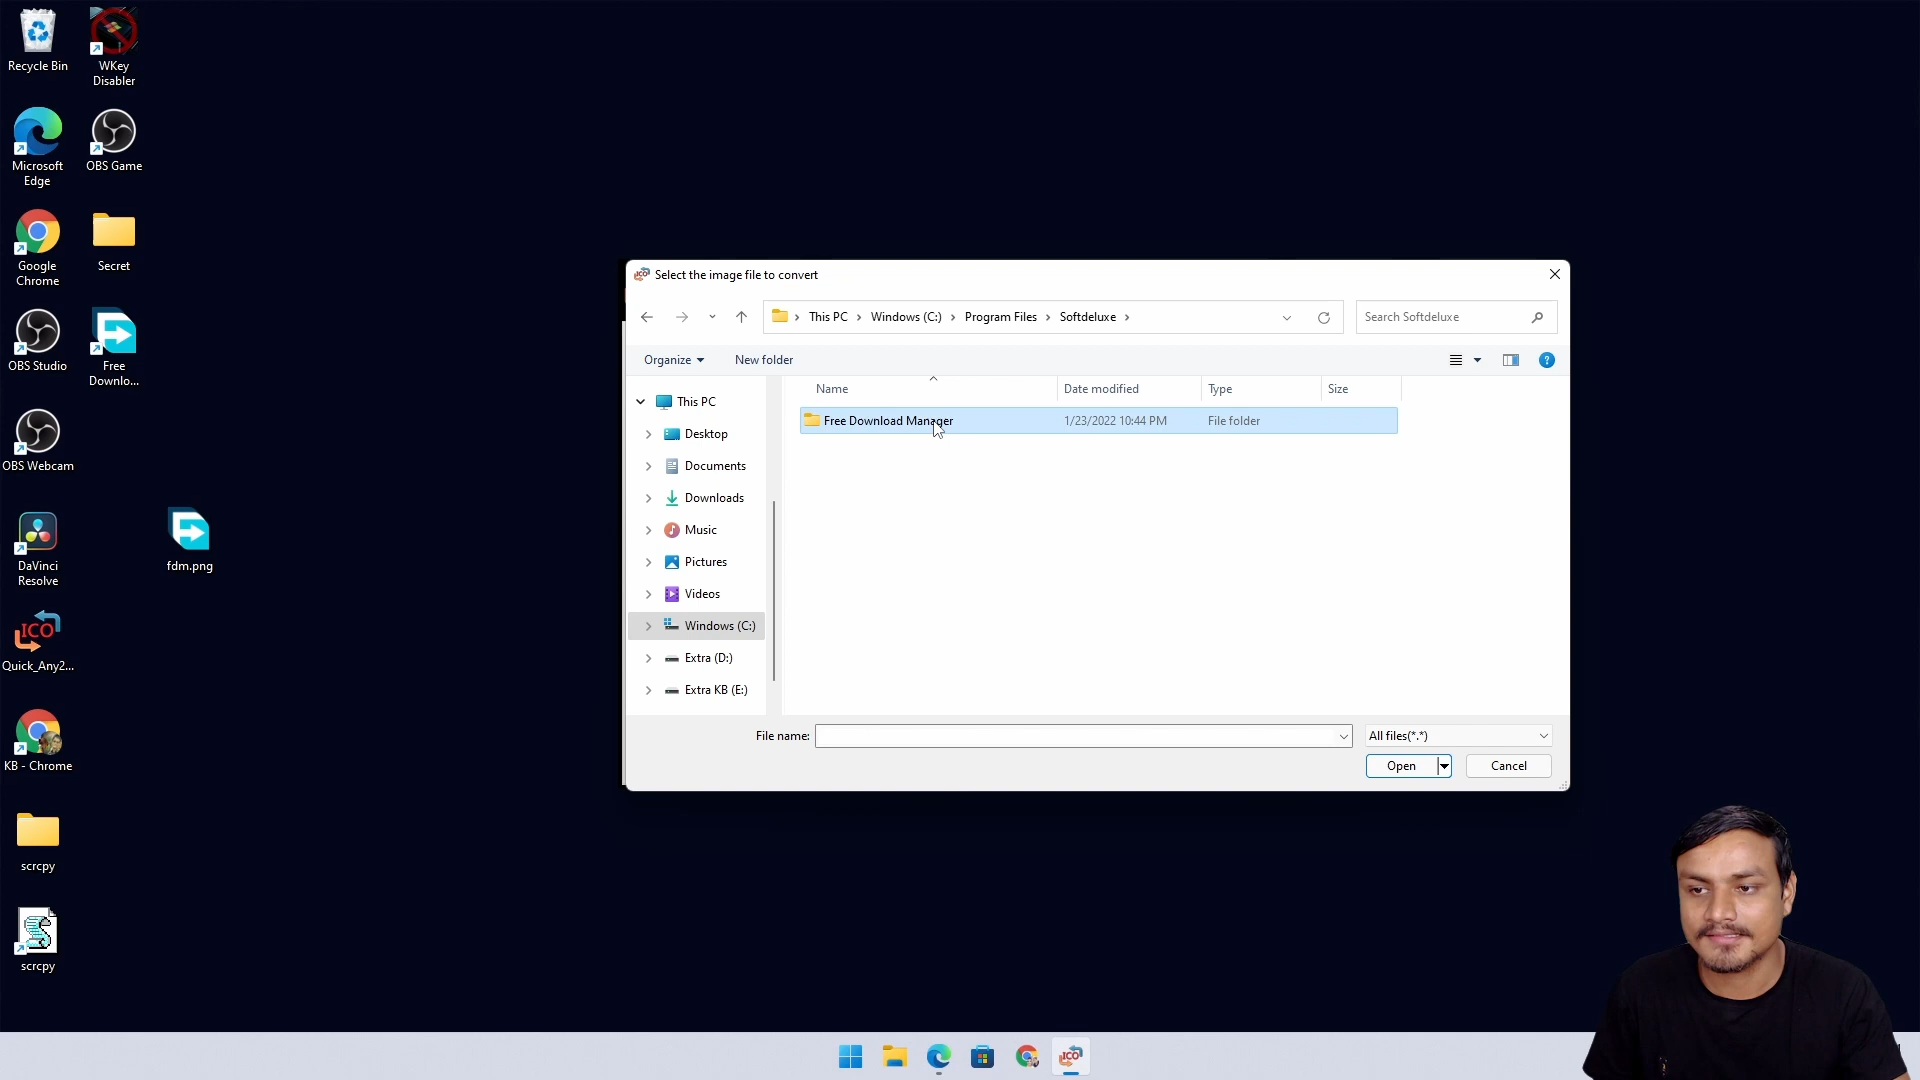 Recycle Bin
WKey
Disabler
Microsoft
Edge
OBS Game
Google
Chrome
Secret
OBS Studio
Free
Downlo...
OBS Webcam
DaVinci
Resolve
fdm.png
ICO
Quick_Any2...
KB - Chrome
scrcpy
scrcpy
ICO
Select the image file to convert
This PC
Windows (C:)
Program Files
Softdeluxe
Search Softdeluxe
Organize
New folder
?
Name
Date modified
Type
Size
This PC
Desktop
Documents
Downloads
Music
Pictures
Videos
Windows (C:)
Extra (D:)
Extra KB (E:)
Free Download Manager
1/23/2022 10:44 PM
File folder
File name:
All files(*.*)
Open
Cancel
ICO